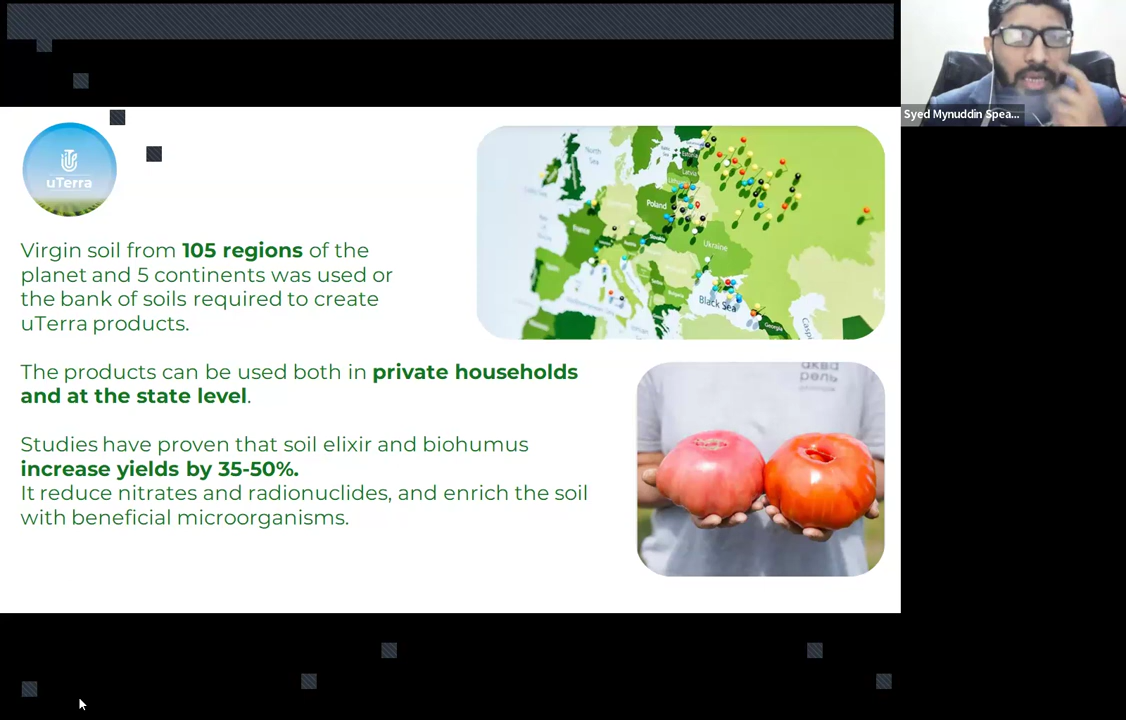 Syed Mynuddin Spea...
uTerra
Virgin soil from 105 regions of the
planet and 5 continents was used or
the bank of soils required to create
uTerra products.
The products can be used both in private households
and at the state level.
Studies have proven that soil elixir and biohumus
increase yields by 35-50%.
It reduce nitrates and radionuclides, and enrich the soil
with beneficial microorganisms.
North
Sea
Latvia
Poland
France
Ukraine
Black Sea
Georgia
аква
рель